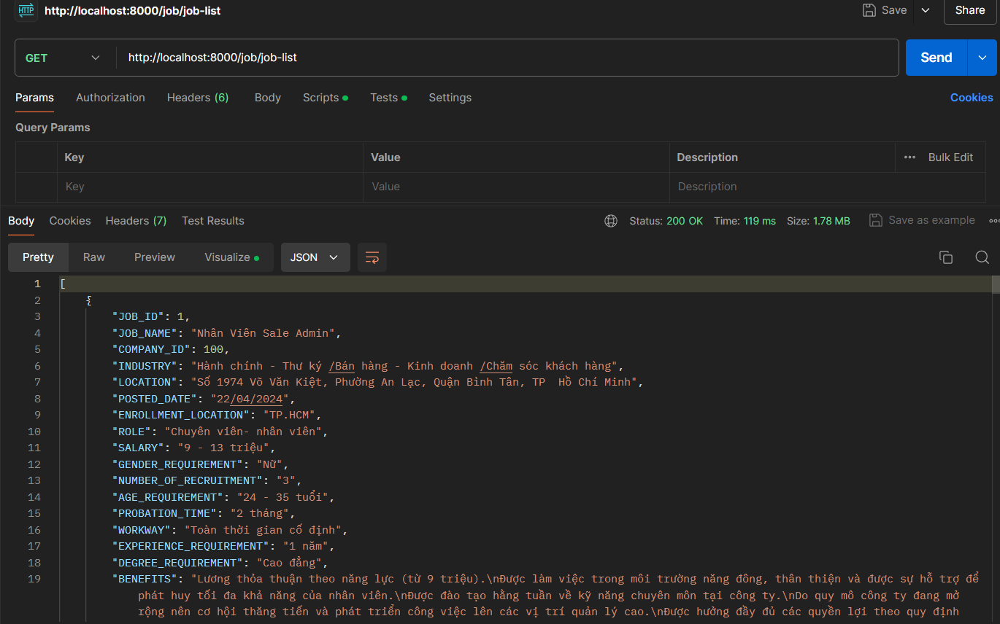 HTTP http://localhost:8000/job/job-list Save Share
GET http://localhost:8000/job/job-list Send
Params Authorization Headers (6) Body Scripts Tests Settings Cookies
Query Params
Key Value Description ••• Bulk Edit
Key Value Description
Body Cookies Headers (7) Test Results Status: 200 OK Time: 119 ms Size: 1.78 MB Save as example
Pretty Raw Preview Visualize JSON
1 [
2 {
3 "JOB_ID": 1,
4 "JOB_NAME": "Nhân Viên Sale Admin",
5 "COMPANY_ID": 100,
6 "INDUSTRY": "Hành chính - Thư ký /Bán hàng - Kinh doanh /Chăm sóc khách hàng",
7 "LOCATION": "Số 1974 Võ Văn Kiệt, Phường An Lạc, Quận Bình Tân, TP  Hồ Chí Minh",
8 "POSTED_DATE": "22/04/2024",
9 "ENROLLMENT_LOCATION": "TP.HCM",
10 "ROLE": "Chuyên viên- nhân viên",
11 "SALARY": "9 - 13 triệu",
12 "GENDER_REQUIREMENT": "Nữ",
13 "NUMBER_OF_RECRUITMENT": "3",
14 "AGE_REQUIREMENT": "24 - 35 tuổi",
15 "PROBATION_TIME": "2 tháng",
16 "WORKWAY": "Toàn thời gian cố định",
17 "EXPERIENCE_REQUIREMENT": "1 năm",
18 "DEGREE_REQUIREMENT": "Cao đẳng",
19 "BENEFITS": "Lương thỏa thuận theo năng lực (từ 9 triệu).\nĐược làm việc trong môi trường năng đông, thân thiện và được sự hỗ trợ để
phát huy tối đa khả năng của nhân viên.\nĐược đào tạo hằng tuần về kỹ năng chuyên môn tại công ty.\nDo quy mô công ty đang mở
rộng nên cơ hội thăng tiến và phát triển công việc lên các vị trí quản lý cao.\nĐược hưởng đầy đủ các quyền lợi theo quy định